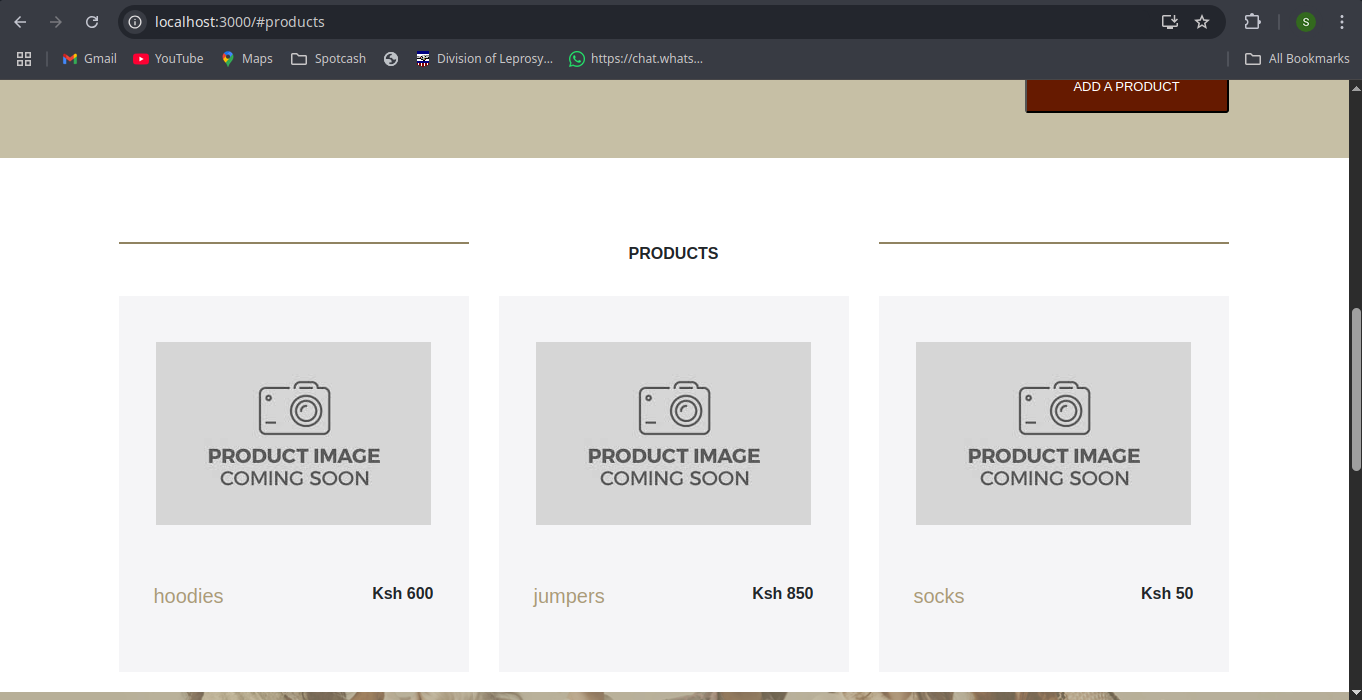 localhost:3000/#products
S
Gmail YouTube Maps Spotcash Division of Leprosy... https://chat.whats... All Bookmarks
ADD A PRODUCT
PRODUCTS
PRODUCT IMAGE
COMING SOON
hoodies Ksh 600
PRODUCT IMAGE
COMING SOON
jumpers Ksh 850
PRODUCT IMAGE
COMING SOON
socks Ksh 50